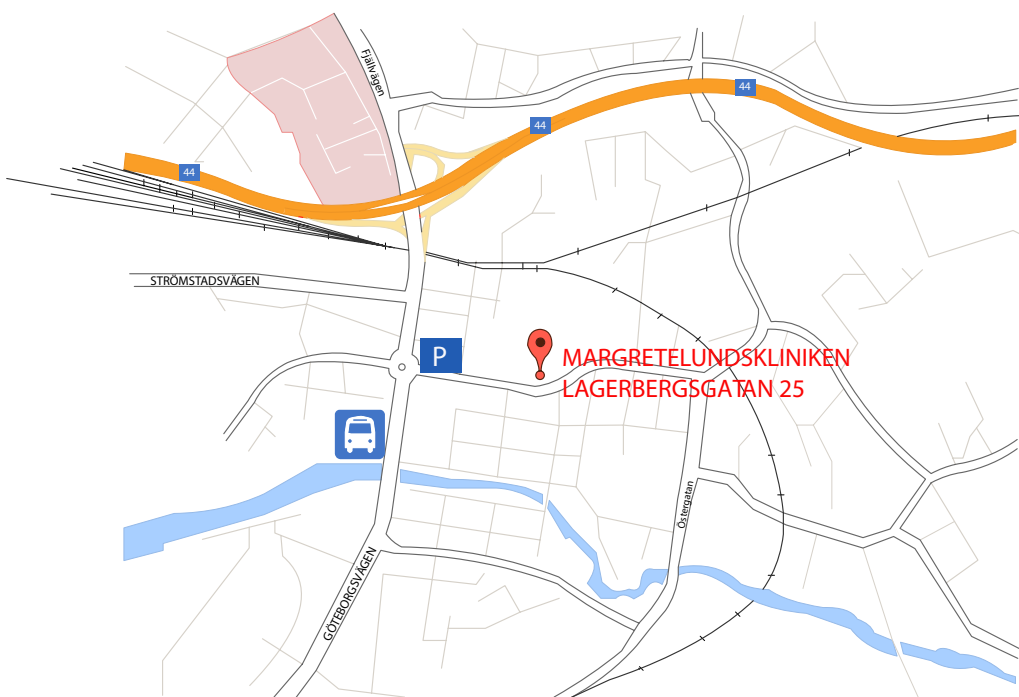 Fjällvägen
44
44
44
STRÖMSTADSVÄGEN
P
MARGRETELUNDSKLINIKEN
LAGERBERGSGATAN 25
Östergatan
GÖTEBORGSVÄGEN